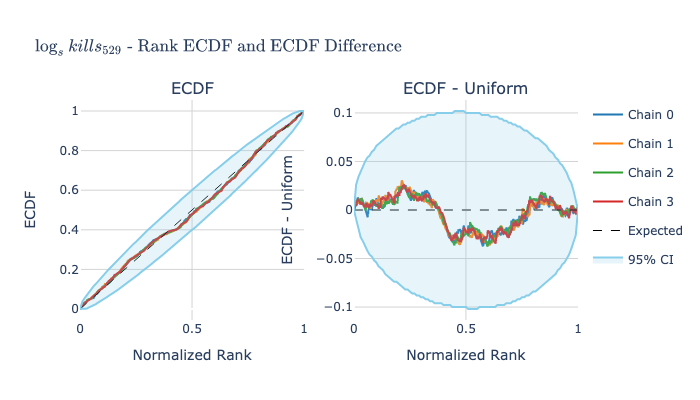 log_s kills_529 - Rank ECDF and ECDF Difference
ECDF
ECDF - Uniform
ECDF
1
0.8
0.6
0.4
0.2
0
0
0.5
1
Normalized Rank
ECDF - Uniform
0.1
0.05
0
−0.05
−0.1
0
0.5
1
Normalized Rank
Chain 0
Chain 1
Chain 2
Chain 3
Expected
95% CI